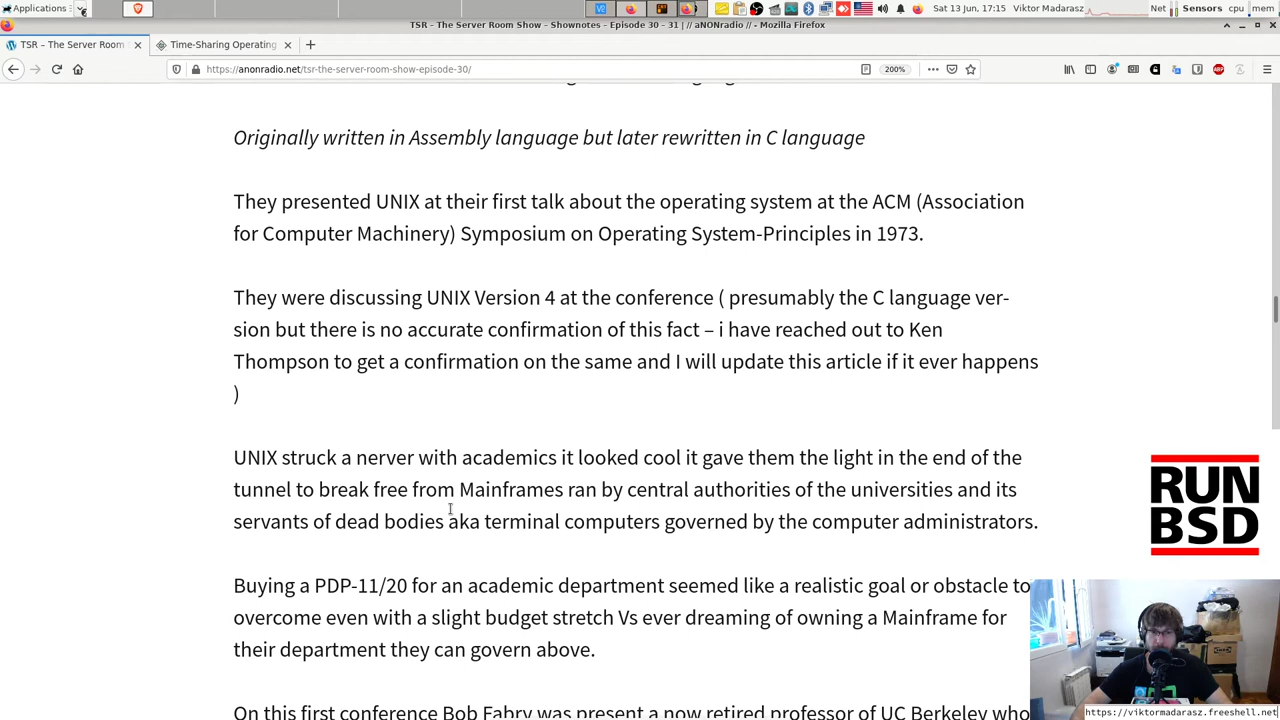 Applications
Sat 13 Jun, 17:15 Viktor Madarasz
Net Sensors cpu mem
TSR - The Server Room Show - Shownotes - Episode 30 - 31 | // aNONradio // - Mozilla Firefox
TSR - The Server Room
Time-Sharing Operating
https://anonradio.net/tsr-the-server-room-show-episode-30/
200%
Originally written in Assembly language but later rewritten in C language
They presented UNIX at their first talk about the operating system at the ACM (Association
for Computer Machinery) Symposium on Operating System-Principles in 1973.
They were discussing UNIX Version 4 at the conference ( presumably the C language ver-
sion but there is no accurate confirmation of this fact – i have reached out to Ken
Thompson to get a confirmation on the same and I will update this article if it ever happens
)
UNIX struck a nerver with academics it looked cool it gave them the light in the end of the
tunnel to break free from Mainframes ran by central authorities of the universities and its
servants of dead bodies aka terminal computers governed by the computer administrators.
RUN
BSD
Buying a PDP-11/20 for an academic department seemed like a realistic goal or obstacle to
overcome even with a slight budget stretch Vs ever dreaming of owning a Mainframe for
their department they can govern above.
On this first conference Bob Fabry was present a now retired professor of UC Berkeley who
https://viktormadarasz.freeshell.net